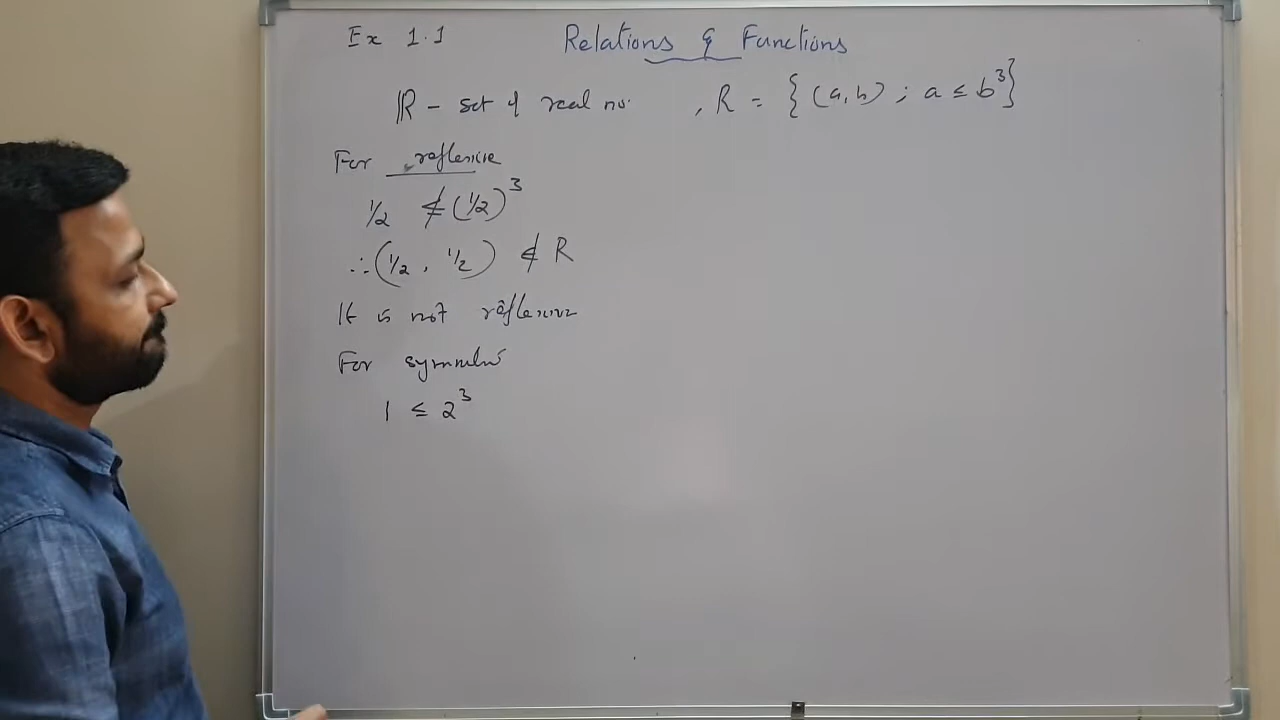 Ex 1.1
Relations & Functions
ℝ - set of real no. , R = {(a, b) ; a ≤ b³}
For reflexive
1/2 ≰ (1/2)³
∴ (1/2 , 1/2) ∉ R
It is not reflexive
For symmetric
1 ≤ 2³